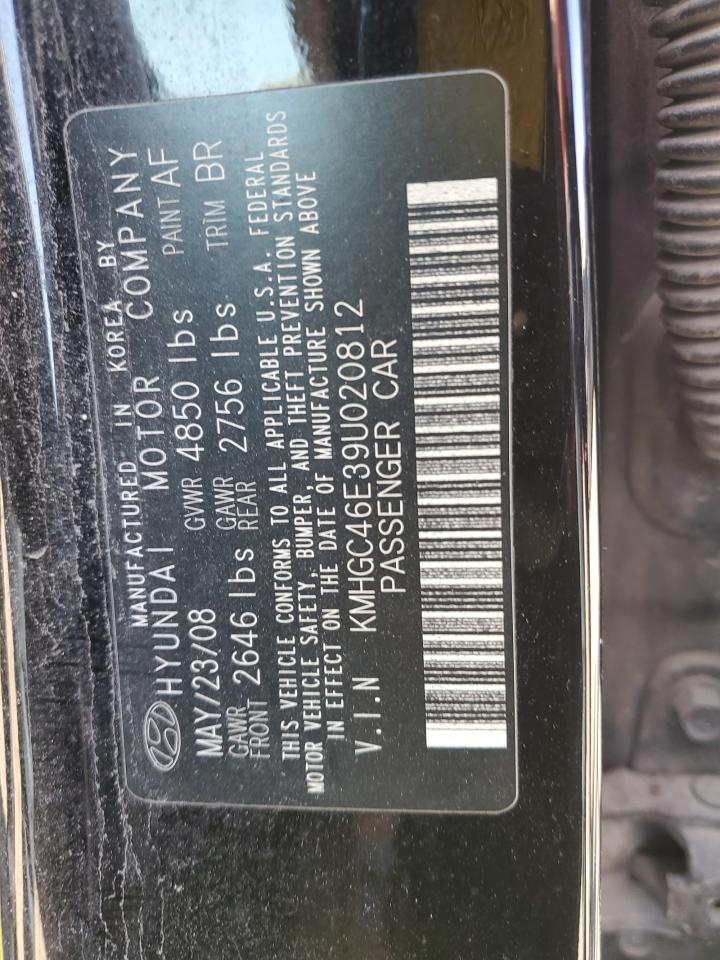 MANUFACTURED IN KOREA BY
HYUNDAI MOTOR COMPANY
MAY/23/08 GVWR 4850 lbs PAINT AF
GAWR FRONT 2646 lbs GAWR REAR 2756 lbs TRIM BR
THIS VEHICLE CONFORMS TO ALL APPLICABLE U.S.A. FEDERAL
MOTOR VEHICLE SAFETY, BUMPER, AND THEFT PREVENTION STANDARDS
IN EFFECT ON THE DATE OF MANUFACTURE SHOWN ABOVE
V.I.N KMHGC46E39U020812
PASSENGER CAR